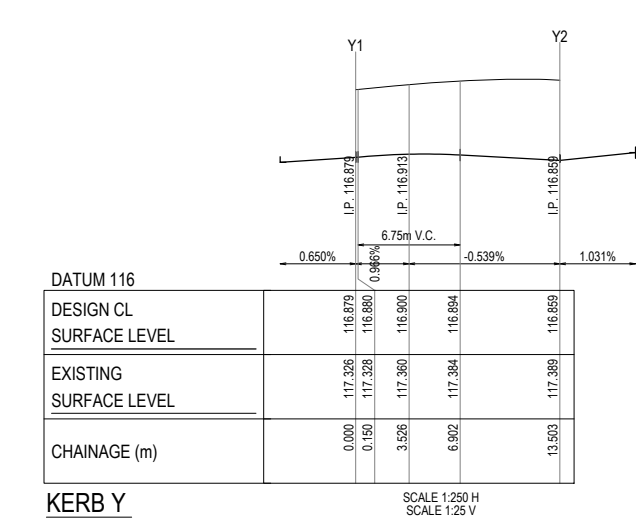 Y1
Y2
I.P. 116.879
I.P. 116.913
I.P. 116.859
6.75m V.C.
0.650%
0.966%
-0.539%
1.031%
DATUM 116
DESIGN CL
SURFACE LEVEL
116.879
116.880
116.900
116.894
116.859
EXISTING
SURFACE LEVEL
117.326
117.328
117.360
117.384
117.389
CHAINAGE (m)
0.000
0.150
3.526
6.902
13.503
KERB Y
SCALE 1:250 H
SCALE 1:25 V